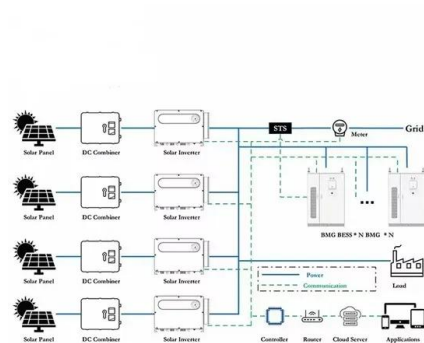 STS
Meter
Grid
Solar Panel DC Combiner Solar Inverter
Solar Panel DC Combiner Solar Inverter
BMG BESS * N BMG * N
Solar Panel DC Combiner Solar Inverter
Power
Communication
Load
Solar Panel DC Combiner Solar Inverter
Controller Router Cloud Server Applications